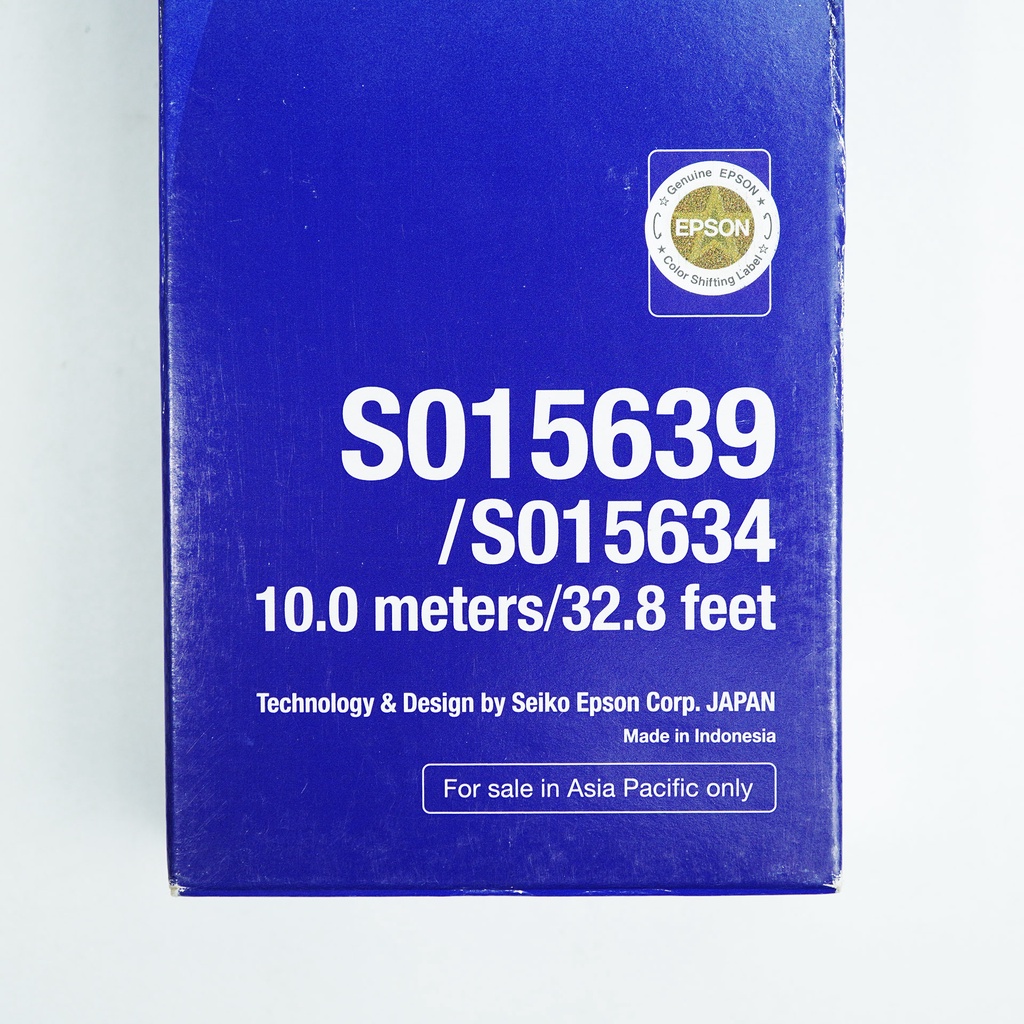 ☆ Genuine EPSON ★
EPSON
★ Color Shifting Label ☆
S015639
/S015634
10.0 meters/32.8 feet
Technology & Design by Seiko Epson Corp. JAPAN
Made in Indonesia
For sale in Asia Pacific only